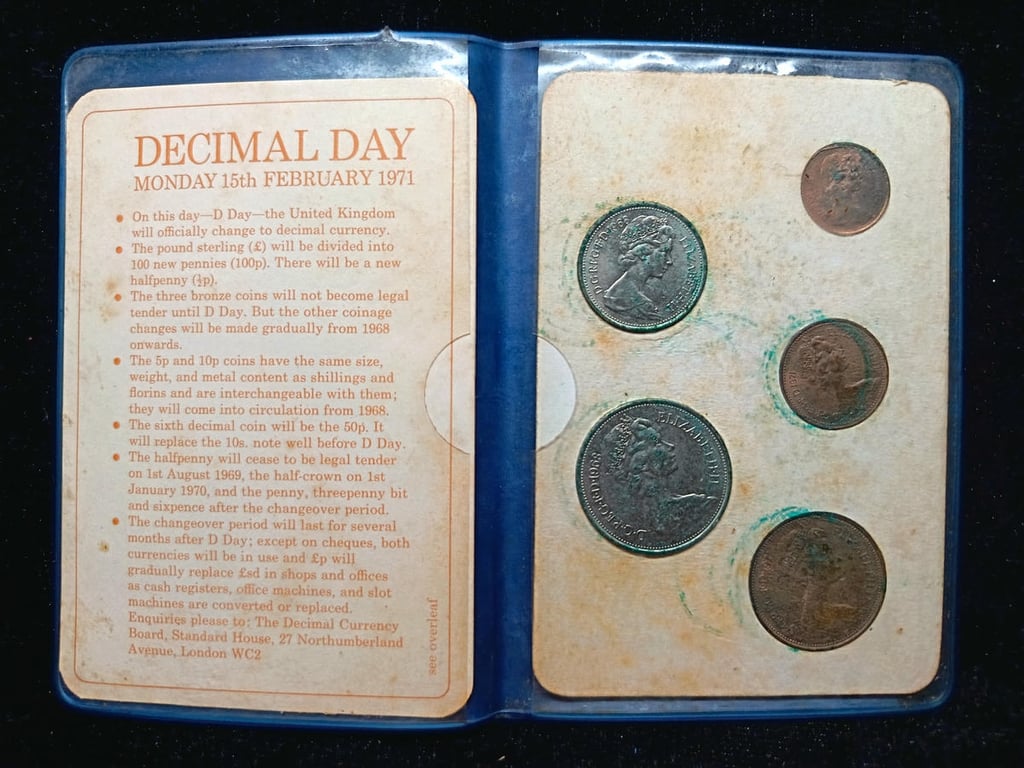 DECIMAL DAY
MONDAY 15th FEBRUARY 1971
• On this day—D Day—the United Kingdom
will officially change to decimal currency.
• The pound sterling (£) will be divided into
100 new pennies (100p). There will be a new
halfpenny (½p).
• The three bronze coins will not become legal
tender until D Day. But the other coinage
changes will be made gradually from 1968
onwards.
• The 5p and 10p coins have the same size,
weight, and metal content as shillings and
florins and are interchangeable with them;
they will come into circulation from 1968.
• The sixth decimal coin will be the 50p. It
will replace the 10s. note well before D Day.
• The halfpenny will cease to be legal tender
on 1st August 1969, the half-crown on 1st
January 1970, and the penny, threepenny bit
and sixpence after the changeover period.
• The changeover period will last for several
months after D Day; except on cheques, both
currencies will be in use and £p will
gradually replace £sd in shops and offices
as cash registers, office machines, and slot
machines are converted or replaced.
Enquiries please to: The Decimal Currency
Board, Standard House, 27 Northumberland
Avenue, London WC2
see overleaf
D·G·REG·F·D·1968
ELIZABETH·II
D·G·REG·F·D·1968
ELIZABETH·II